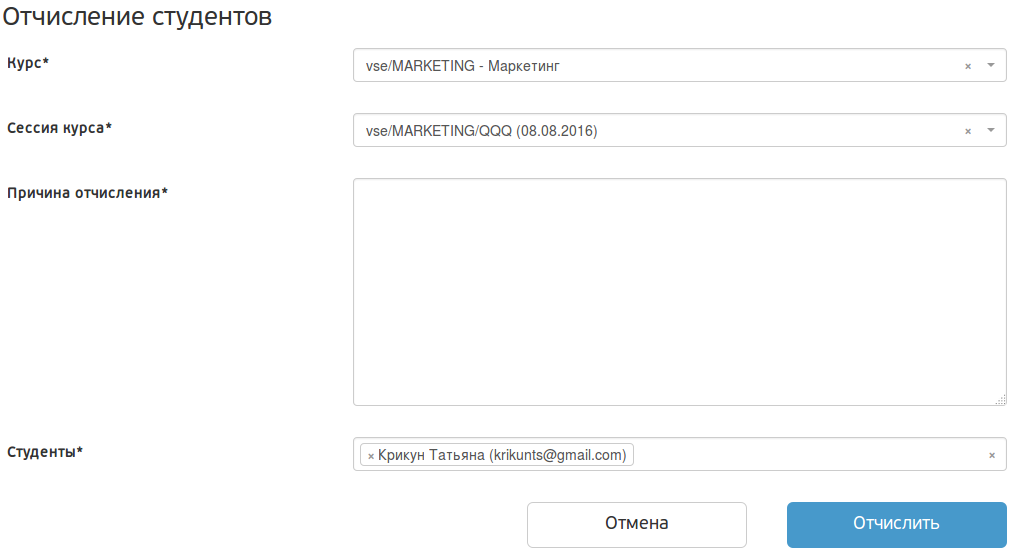 Отчисление студентов
Курс*
vse/MARKETING - Маркетинг
Сессия курса*
vse/MARKETING/QQQ (08.08.2016)
Причина отчисления*
Студенты*
× Крикун Татьяна (krikunts@gmail.com)
Отмена
Отчислить